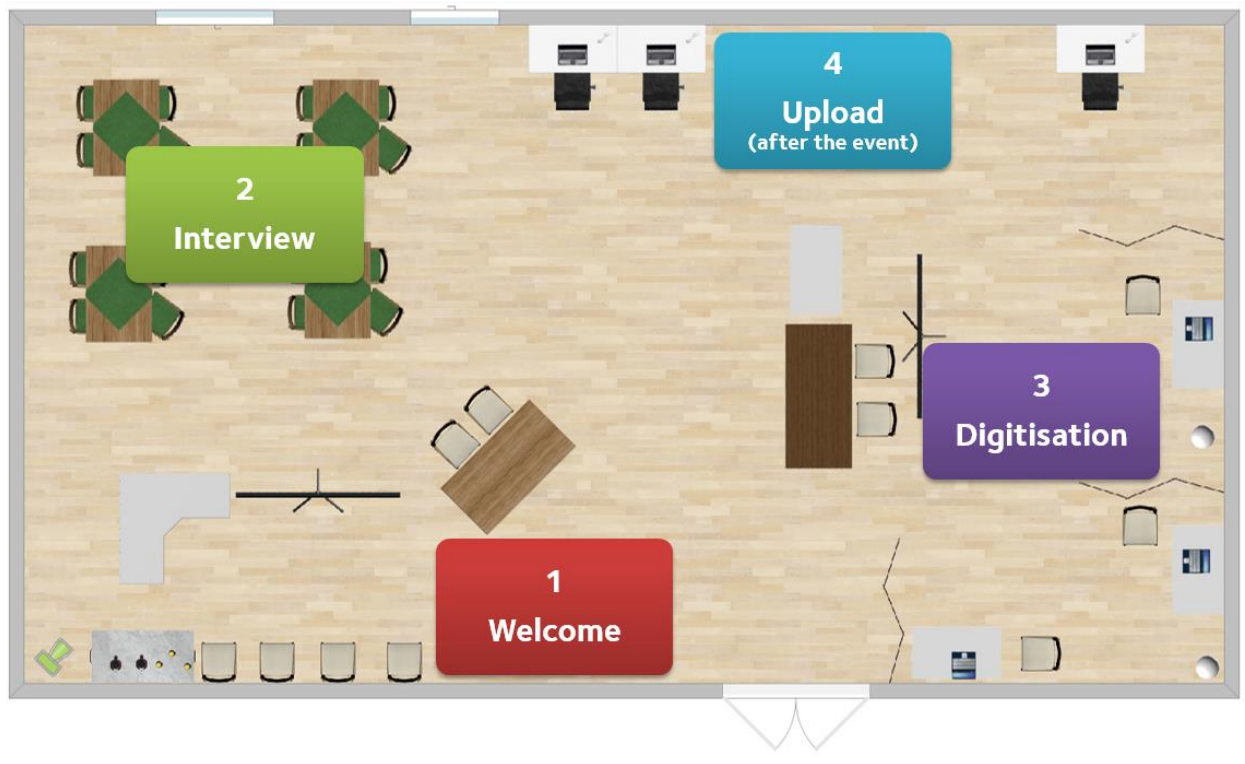 4
Upload
(after the event)
2
Interview
3
Digitisation
1
Welcome